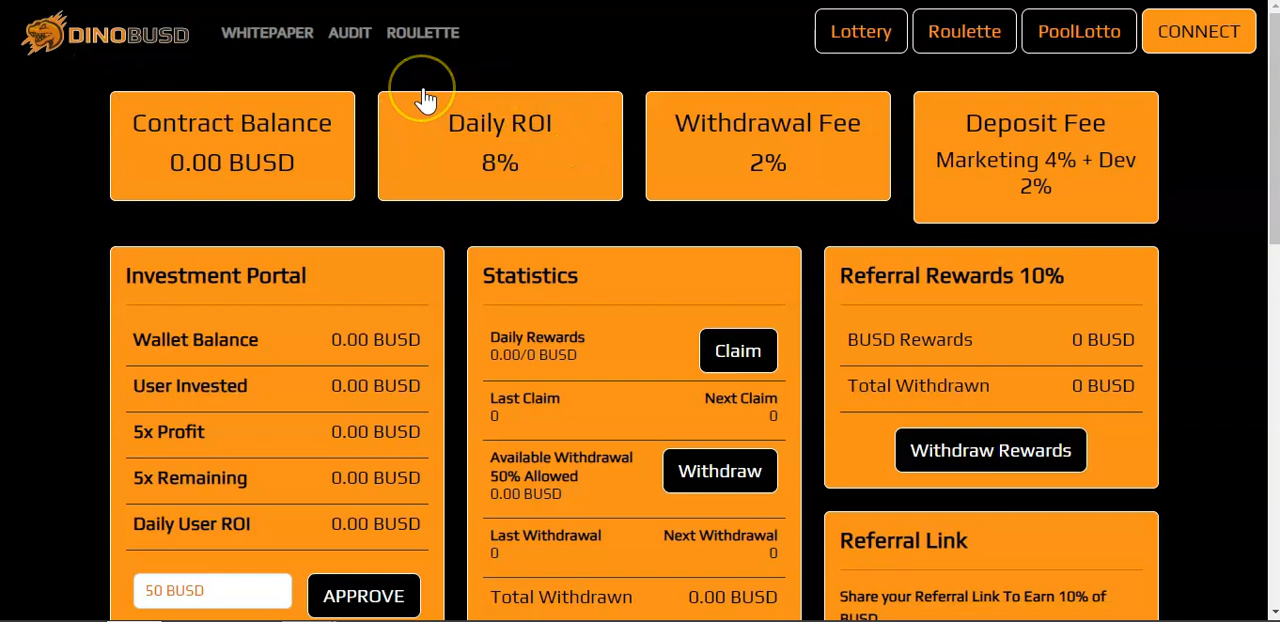 DINOBUSD WHITEPAPER AUDIT ROULETTE Lottery Roulette PoolLotto CONNECT
Contract Balance
0.00 BUSD
Daily ROI
8%
Withdrawal Fee
2%
Deposit Fee
Marketing 4% + Dev
2%
Investment Portal
Wallet Balance 0.00 BUSD
User Invested 0.00 BUSD
5x Profit 0.00 BUSD
5x Remaining 0.00 BUSD
Daily User ROI 0.00 BUSD
50 BUSD APPROVE
Statistics
Daily Rewards
0.00/0 BUSD
Claim
Last Claim Next Claim
0 0
Available Withdrawal
50% Allowed
0.00 BUSD
Withdraw
Last Withdrawal Next Withdrawal
0 0
Total Withdrawn 0.00 BUSD
Referral Rewards 10%
BUSD Rewards 0 BUSD
Total Withdrawn 0 BUSD
Withdraw Rewards
Referral Link
Share your Referral Link To Earn 10% of
BUSD